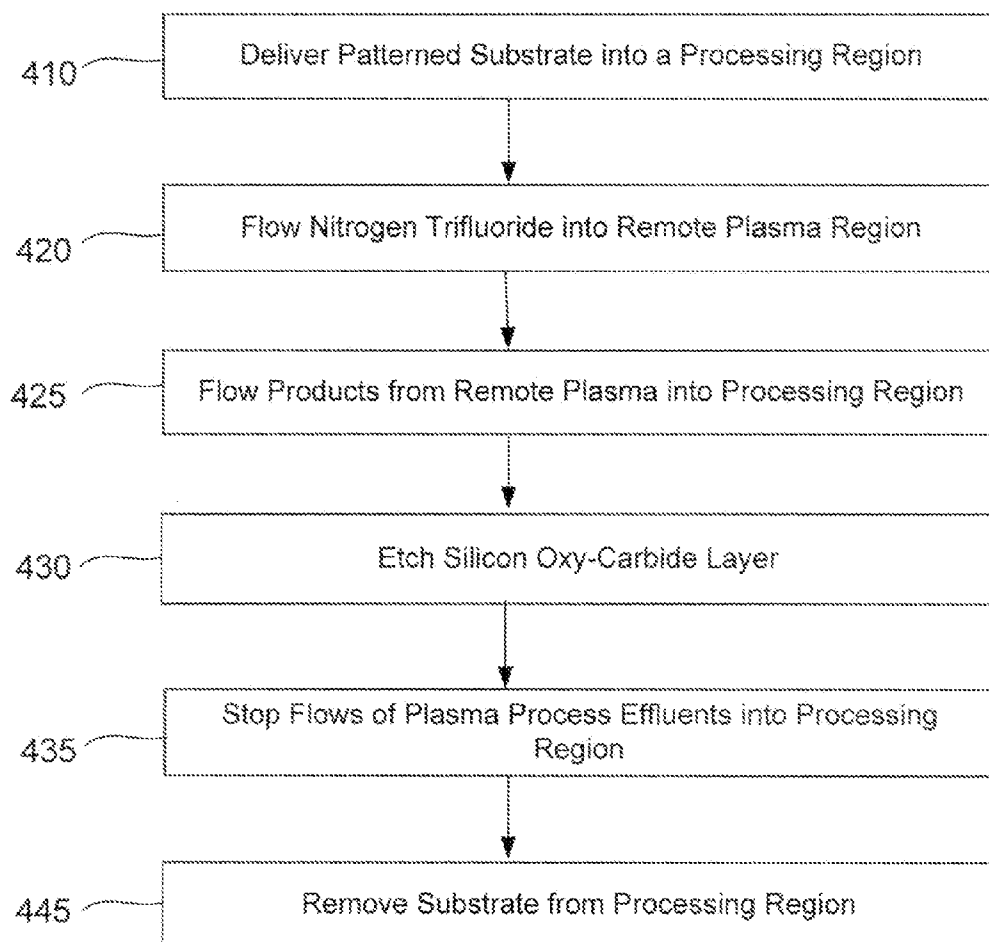 410
Deliver Patterned Substrate into a Processing Region
420
Flow Nitrogen Trifluoride into Remote Plasma Region
425
Flow Products from Remote Plasma into Processing Region
430
Etch Silicon Oxy-Carbide Layer
435
Stop Flows of Plasma Process Effluents into Processing
Region
445
Remove Substrate from Processing Region